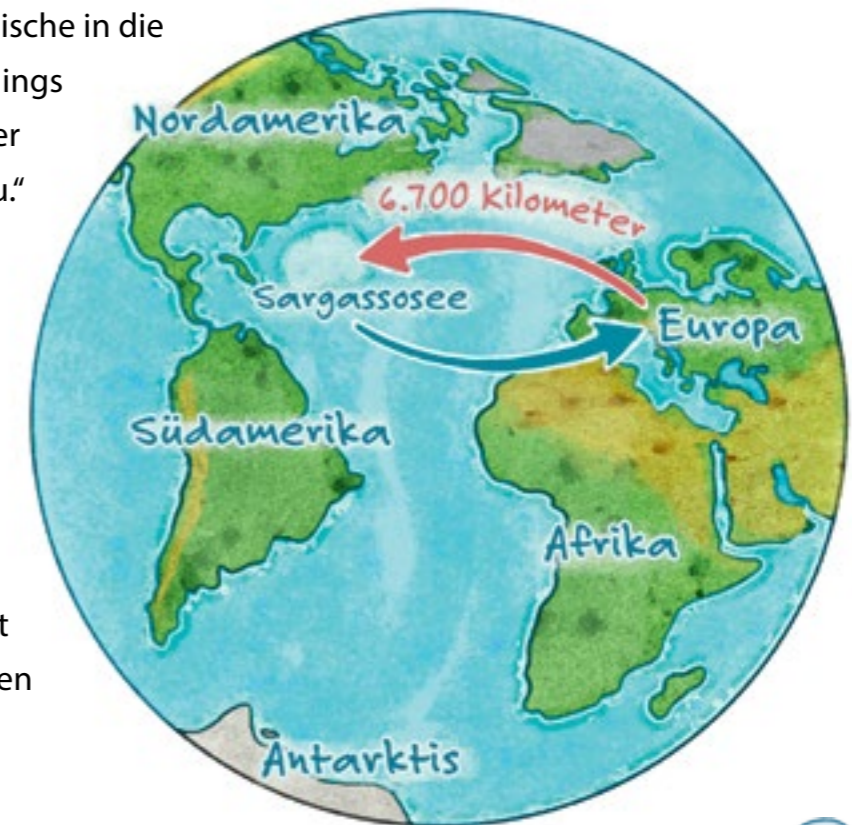 ische in die
ings
er
u.“
Nordamerika
6.700 Kilometer
Sargassosee
Europa
Südamerika
Afrika
t
en
Antarktis